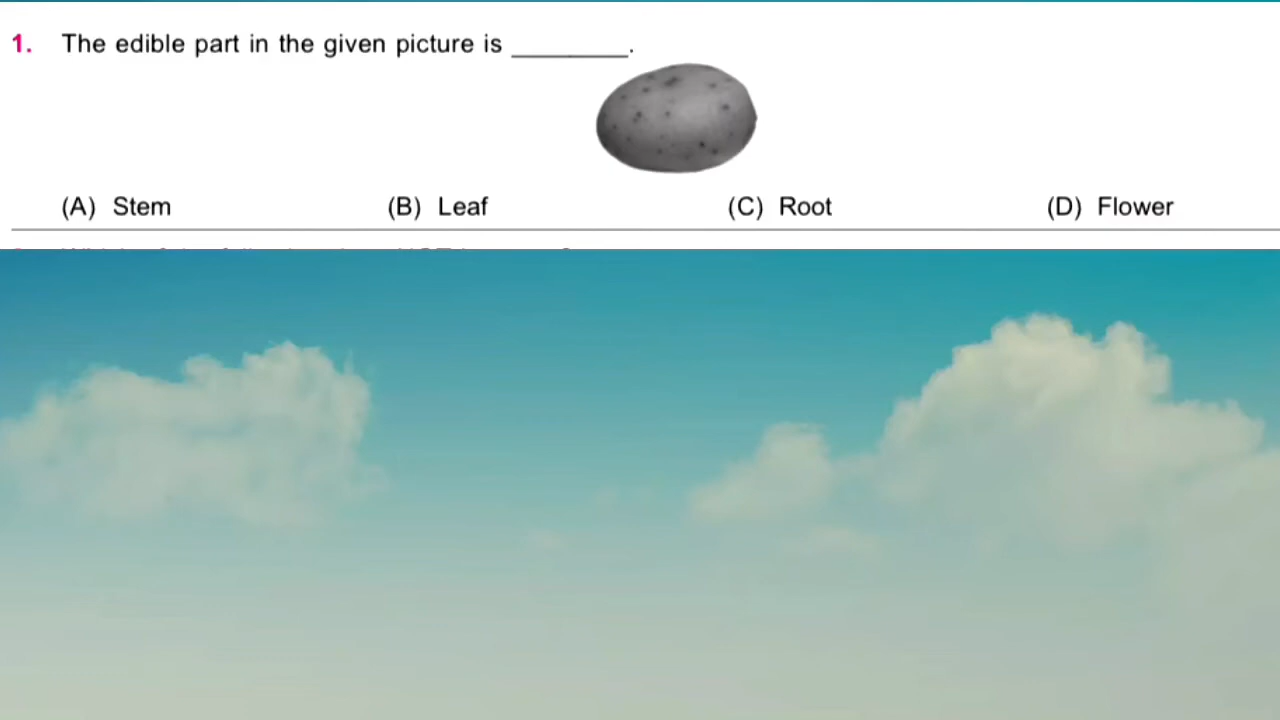 1. The edible part in the given picture is ________.
(A) Stem (B) Leaf (C) Root (D) Flower